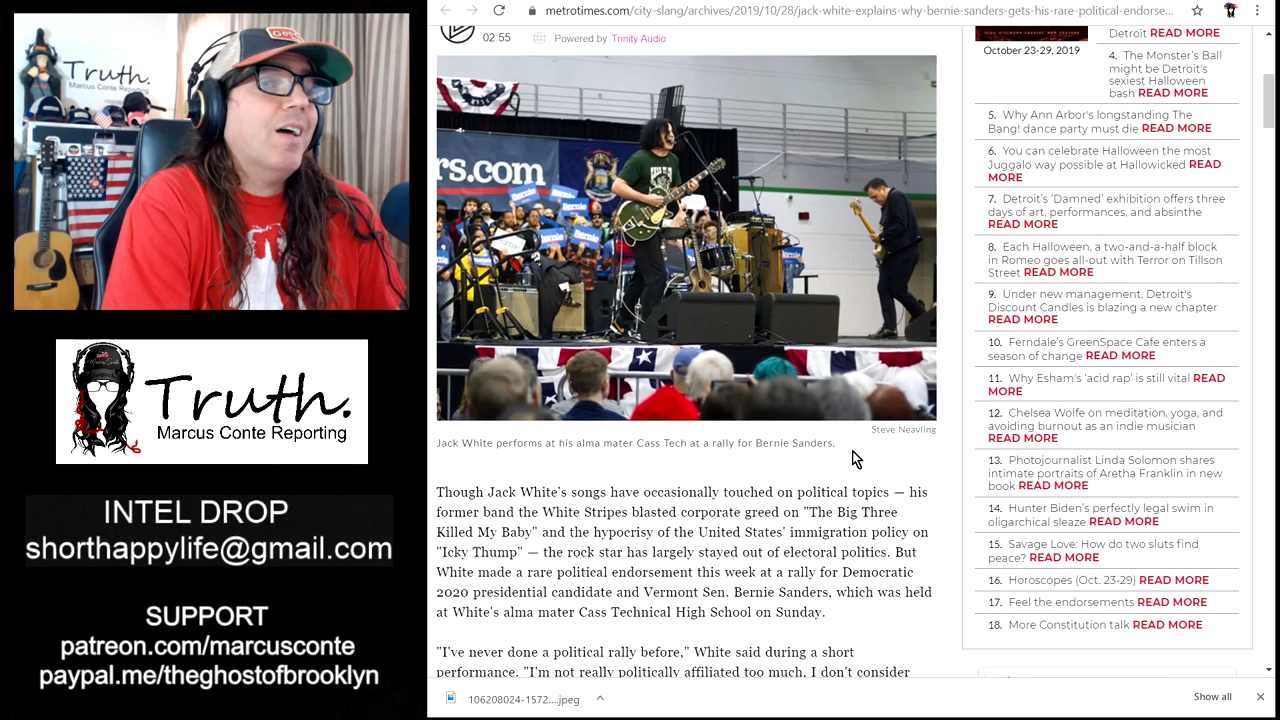 Truth.
Marcus Conte Reporting
Truth.
Marcus Conte Reporting
INTEL DROP
shorthappylife@gmail.com
SUPPORT
patreon.com/marcusconte
paypal.me/theghostofbrooklyn
metrotimes.com/city-slang/archives/2019/10/28/jack-white-explains-why-bernie-sanders-gets-his-rare-political-endorse...
02:55
Powered by Trinity Audio
rs.com
Bernie
Bernie
Bernie
Steve Neavling
Jack White performs at his alma mater Cass Tech at a rally for Bernie Sanders.
Though Jack White's songs have occasionally touched on political topics — his
former band the White Stripes blasted corporate greed on "The Big Three
Killed My Baby" and the hypocrisy of the United States' immigration policy on
"Icky Thump" — the rock star has largely stayed out of electoral politics. But
White made a rare political endorsement this week at a rally for Democratic
2020 presidential candidate and Vermont Sen. Bernie Sanders, which was held
at White's alma mater Cass Technical High School on Sunday.
"I've never done a political rally before," White said during a short
performance. "I'm not really politically affiliated too much, I don't consider
October 23-29, 2019
Detroit READ MORE
4. The Monster's Ball
might be Detroit's
sexiest Halloween
bash READ MORE
5. Why Ann Arbor's longstanding The
Bang! dance party must die READ MORE
6. You can celebrate Halloween the most
Juggalo way possible at Hallowicked READ
MORE
7. Detroit's 'Damned' exhibition offers three
days of art, performances, and absinthe
READ MORE
8. Each Halloween, a two-and-a-half block
in Romeo goes all-out with Terror on Tillson
Street READ MORE
9. Under new management, Detroit's
Discount Candles is blazing a new chapter
READ MORE
10. Ferndale's GreenSpace Cafe enters a
season of change READ MORE
11. Why Esham's 'acid rap' is still vital READ
MORE
12. Chelsea Wolfe on meditation, yoga, and
avoiding burnout as an indie musician
READ MORE
13. Photojournalist Linda Solomon shares
intimate portraits of Aretha Franklin in new
book READ MORE
14. Hunter Biden's perfectly legal swim in
oligarchical sleaze READ MORE
15. Savage Love: How do two sluts find
peace? READ MORE
16. Horoscopes (Oct. 23-29) READ MORE
17. Feel the endorsements READ MORE
18. More Constitution talk READ MORE
106208024-1572....jpeg
Show all